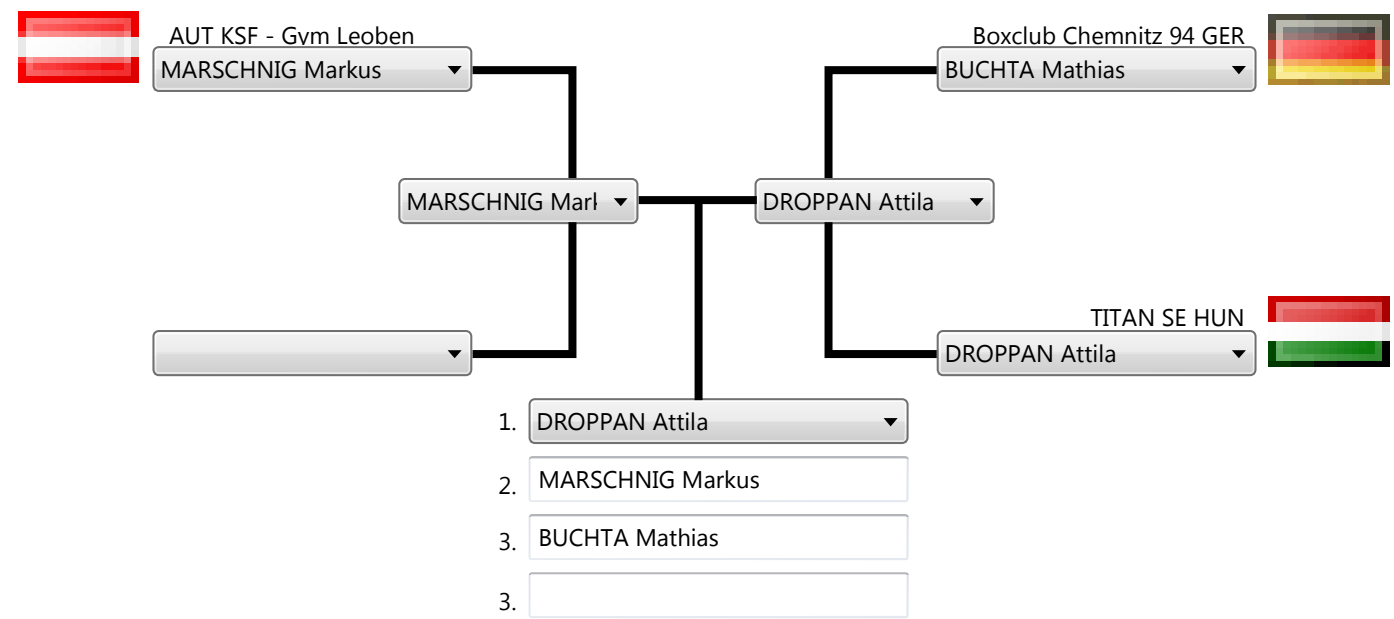 AUT KSF - Gym Leoben
Boxclub Chemnitz 94 GER
MARSCHNIG Markus
BUCHTA Mathias
MARSCHNIG Mark
DROPPAN Attila
TITAN SE HUN
DROPPAN Attila
1. DROPPAN Attila
2. MARSCHNIG Markus
3. BUCHTA Mathias
3.